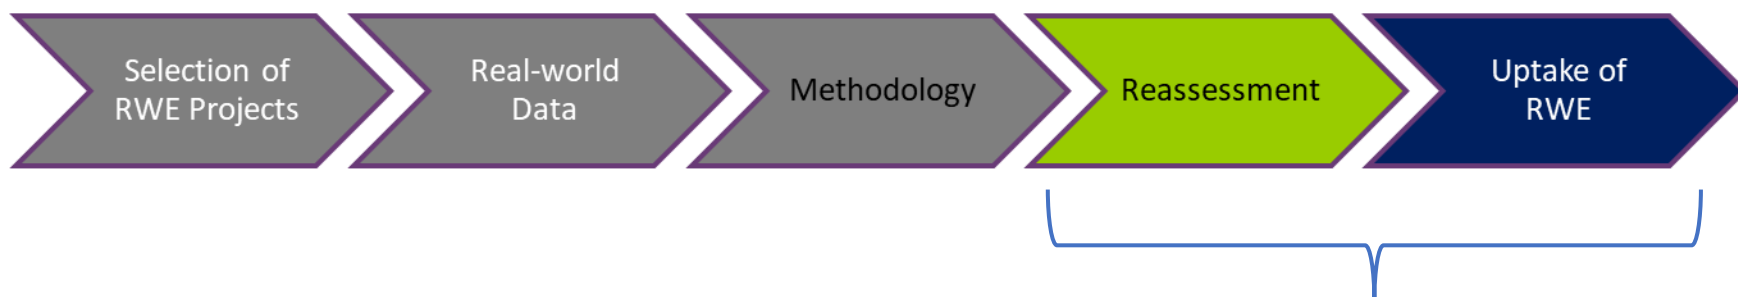 Selection of
RWE Projects
Real-world
Data
Methodology
Reassessment
Uptake of
RWE